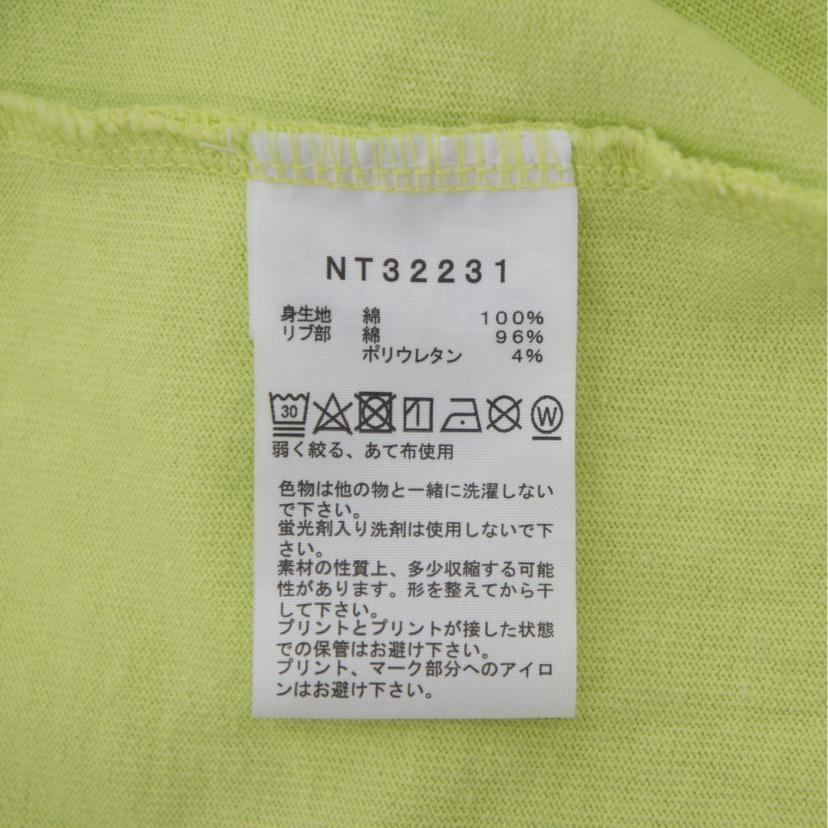 NT32231
身生地 綿 100%
リブ部 綿 96%
ポリウレタン 4%
30 W
弱く絞る、あて布使用
色物は他の物と一緒に洗濯しない
で下さい。
蛍光剤入り洗剤は使用しないで下
さい。
素材の性質上、多少収縮する可能
性があります。形を整えてから干
して下さい。
プリントとプリントが接した状態
での保管はお避け下さい。
プリント、マーク部分へのアイロ
ンはお避け下さい。